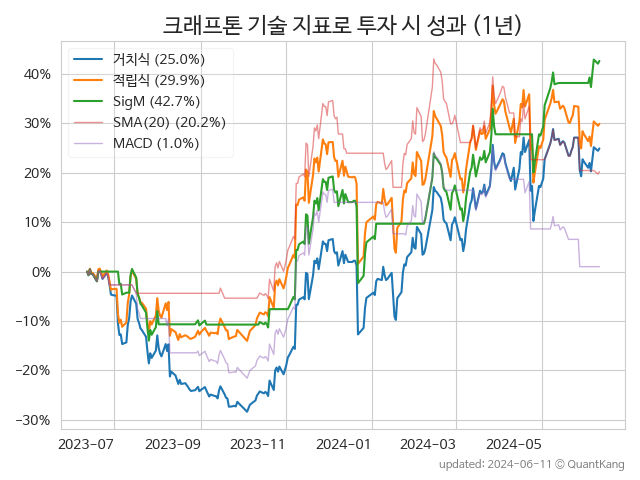 크래프톤 기술 지표로 투자 시 성과 (1년)
거치식 (25.0%)
적립식 (29.9%)
SigM (42.7%)
SMA(20) (20.2%)
MACD (1.0%)
40%
30%
20%
10%
0%
−10%
−20%
−30%
2023-07 2023-09 2023-11 2024-01 2024-03 2024-05
updated: 2024-06-11 © QuantKang